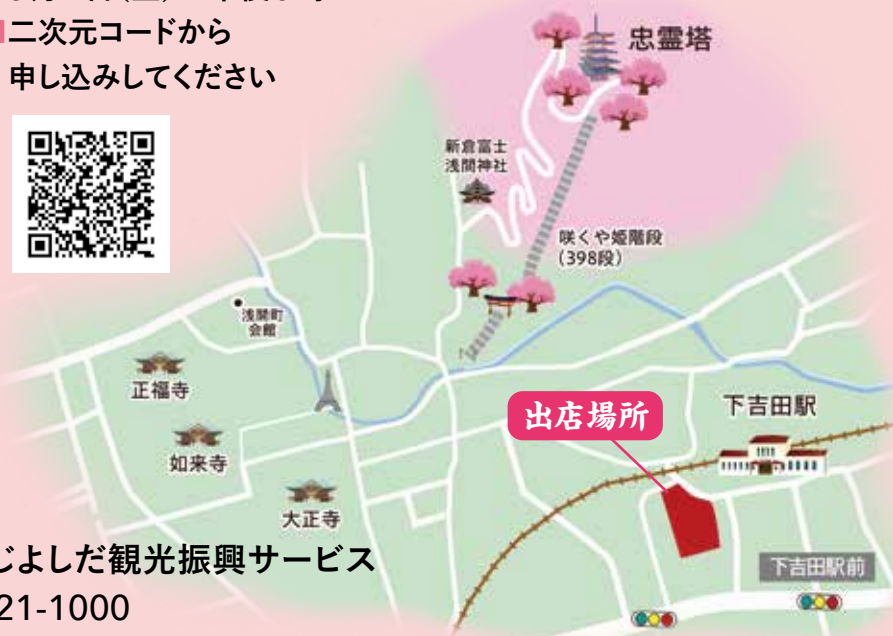 二次元コードから
申し込みしてください
忠霊塔
新倉富士
浅間神社
咲くや姫階段
(398段)
浅間町
会館
正福寺
如来寺
大正寺
出店場所
下吉田駅
下吉田駅前
じよしだ観光振興サービス
21-1000